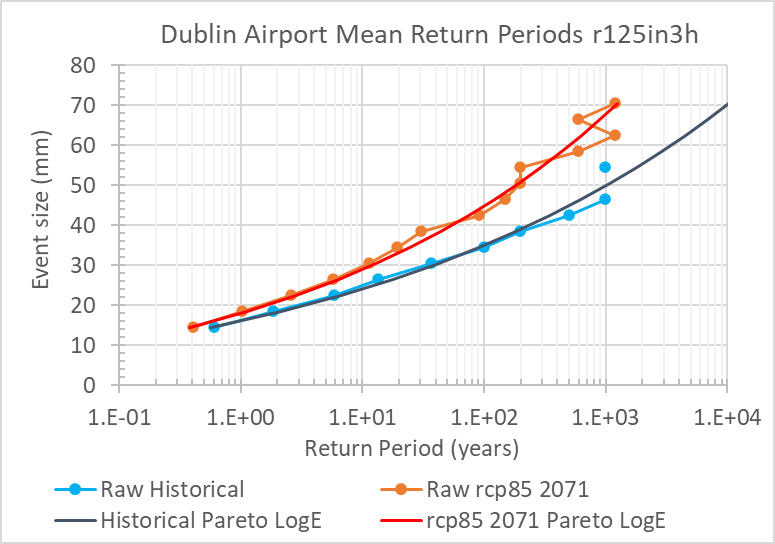 Dublin Airport Mean Return Periods r125in3h
80
70
60
50
40
30
20
10
0
Event size (mm)
1.E-01 1.E+00 1.E+01 1.E+02 1.E+03 1.E+04
Return Period (years)
Raw Historical Raw rcp85 2071
Historical Pareto LogE rcp85 2071 Pareto LogE